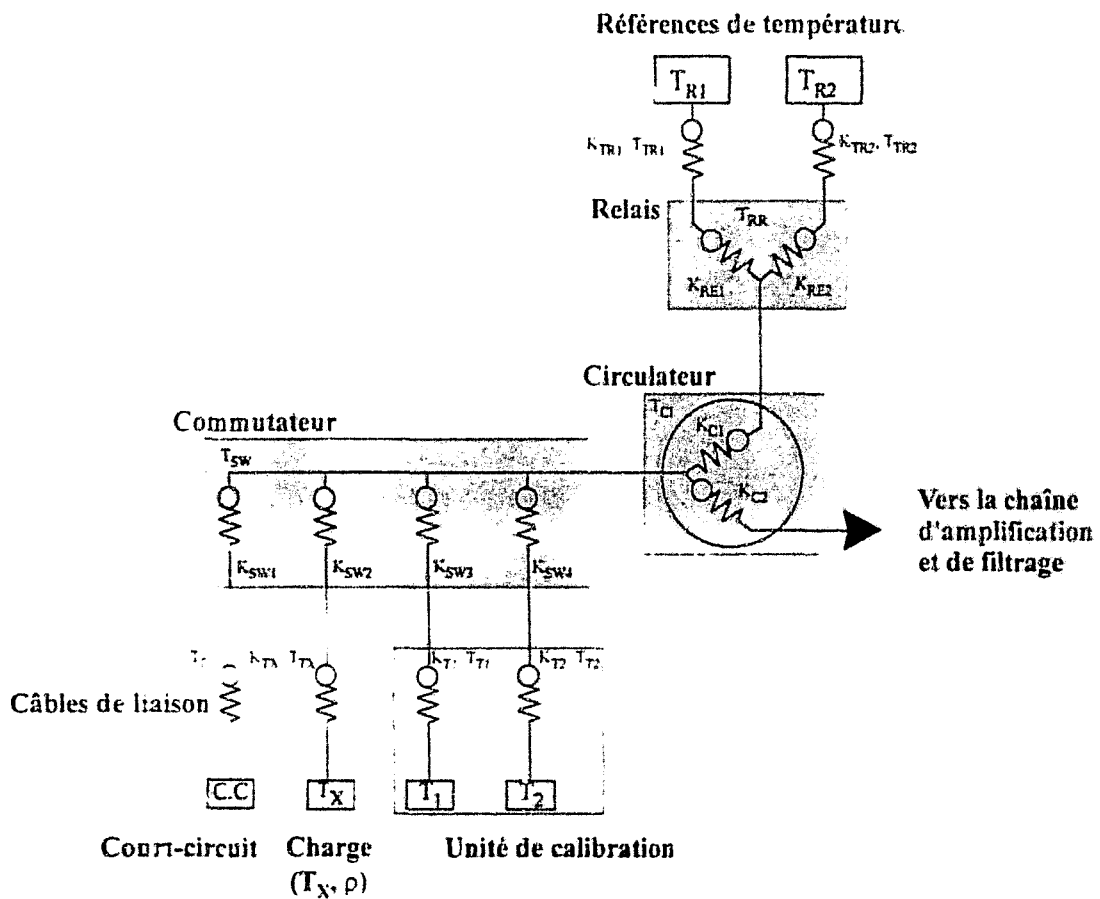 Références de température
T_R1 T_R2
K_TR1, T_TR1 K_TR2, T_TR2
Relais
T_RR
K_RE1 K_RE2
Circulateur
T_CI
K_C1
K_C2
Commutateur
T_SW
K_SW1 K_SW2 K_SW3 K_SW4
Vers la chaîne
d'amplification
et de filtrage
K_TX T_TX K_T1 T_T1 K_T2 T_T2
Câbles de liaison
C.C T_X T_1 T_2
Court-circuit Charge Unité de calibration
(T_X, ρ)